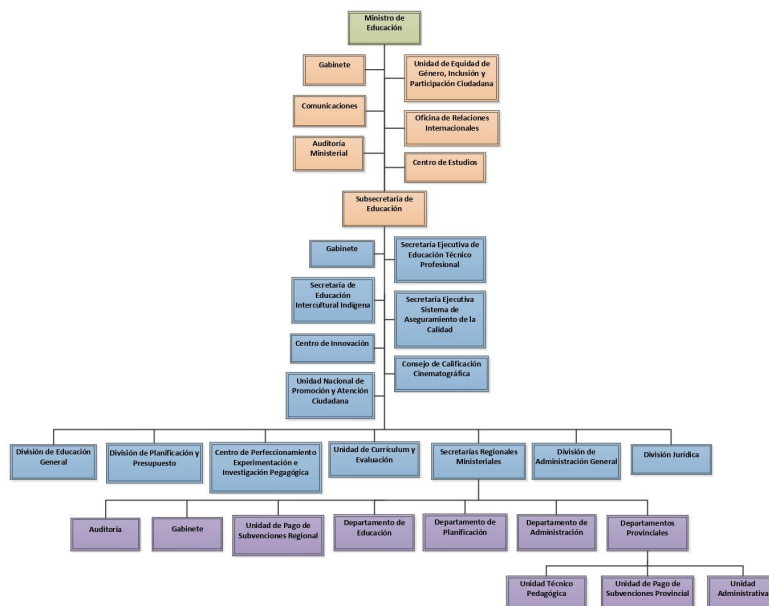 Ministro de
Educación
Gabinete
Unidad de Equidad de
Género, Inclusión y
Participación Ciudadana
Comunicaciones
Oficina de Relaciones
Internacionales
Auditoría
Ministerial
Centro de Estudios
Subsecretaría de
Educación
Gabinete
Secretaría Ejecutiva de
Educación Técnico
Profesional
Secretaría de
Educación
Intercultural Indígena
Secretaría Ejecutiva
Sistema de
Aseguramiento de la
Calidad
Centro de Innovación
Consejo de Calificación
Cinematográfica
Unidad Nacional de
Promoción y Atención
Ciudadana
División de Educación
General
División de Planificación y
Presupuesto
Centro de Perfeccionamiento
Experimentación e
Investigación Pegagógica
Unidad de Currículum y
Evaluación
Secretarías Regionales
Ministeriales
División de
Administración General
División Jurídica
Auditoría
Gabinete
Unidad de Pago de
Subvenciones Regional
Departamento de
Educación
Departamento de
Planificación
Departamento de
Administración
Departamentos
Provinciales
Unidad Técnico
Pedagógica
Unidad de Pago de
Subvenciones Provincial
Unidad
Administrativa